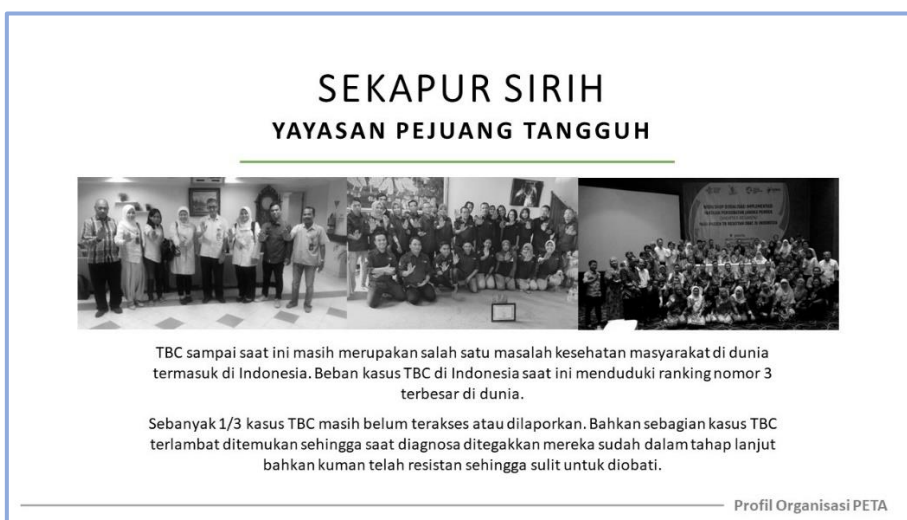 SEKAPUR SIRIH
YAYASAN PEJUANG TANGGUH
TBC sampai saat ini masih merupakan salah satu masalah kesehatan masyarakat di dunia
termasuk di Indonesia. Beban kasus TBC di Indonesia saat ini menduduki ranking nomor 3
terbesar di dunia.
Sebanyak 1/3 kasus TBC masih belum terakses atau dilaporkan. Bahkan sebagian kasus TBC
terlambat ditemukan sehingga saat diagnosa ditegakkan mereka sudah dalam tahap lanjut
bahkan kuman telah resistan sehingga sulit untuk diobati.
Profil Organisasi PETA